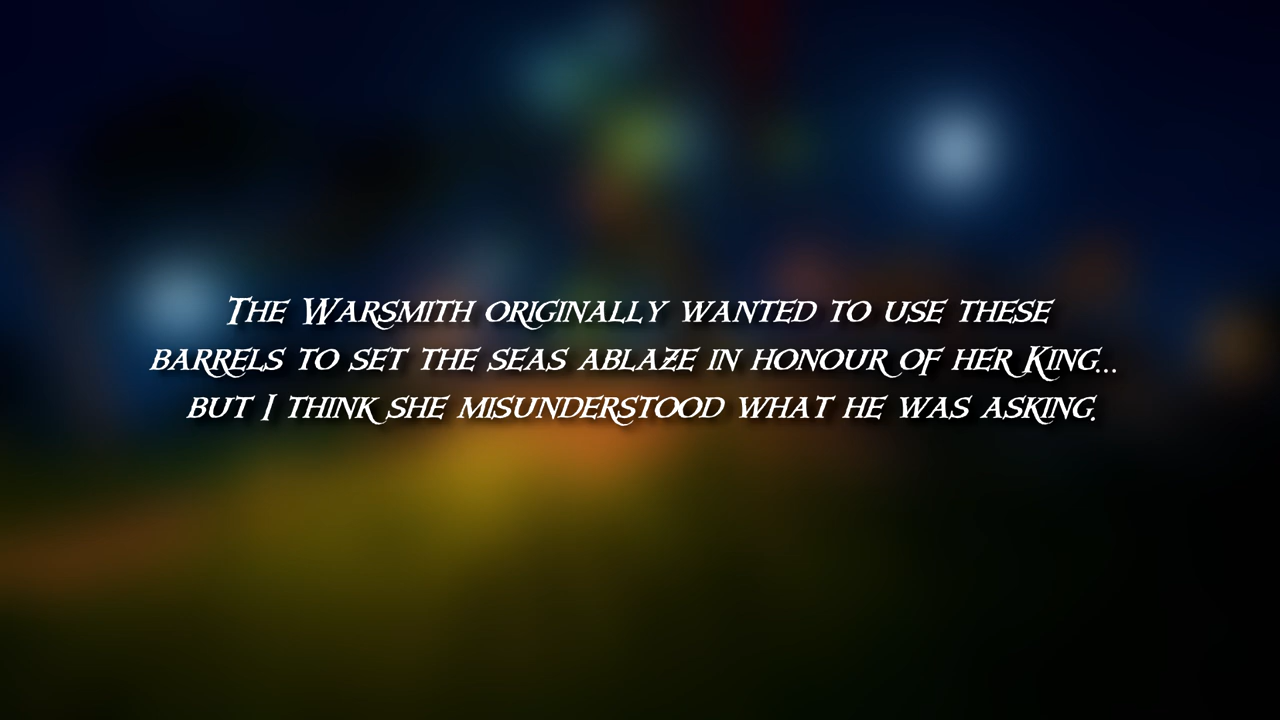 The Warsmith originally wanted to use these
barrels to set the seas ablaze in honour of her King...
but I think she misunderstood what he was asking.